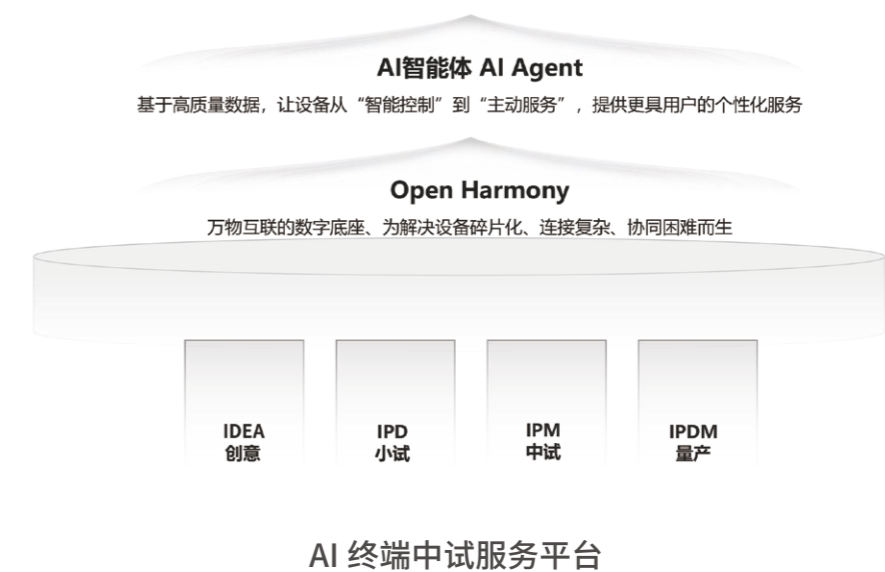 AI智能体 AI Agent
基于高质量数据，让设备从“智能控制”到“主动服务”，提供更具用户的个性化服务
Open Harmony
万物互联的数字底座、为解决设备碎片化、连接复杂、协同困难而生
IDEA
创意
IPD
小试
IPM
中试
IPDM
量产
AI 终端中试服务平台